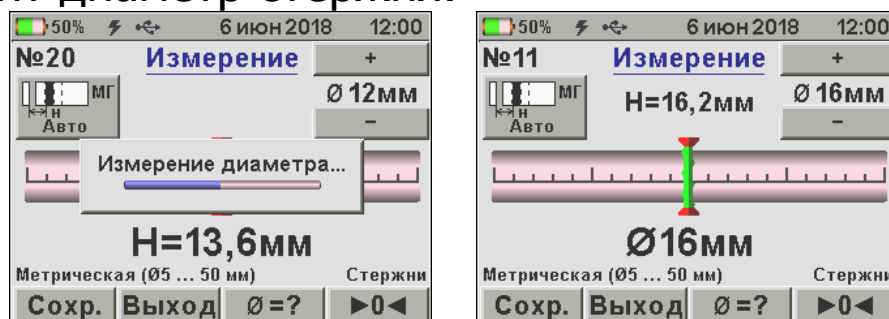 50% 6 июн 2018 12:00
№20 Измерение +
МГ Ø 12мм
H
Авто –
Измерение диаметра...
H=13,6мм
Метрическая (Ø5 ... 50 мм) Стержни
Сохр. Выход Ø=? ►0◄
50% 6 июн 2018 12:00
№11 Измерение +
МГ H=16,2мм Ø 16мм
H
Авто –
Ø16мм
Метрическая (Ø5 ... 50 мм) Стержни
Сохр. Выход Ø=? ►0◄